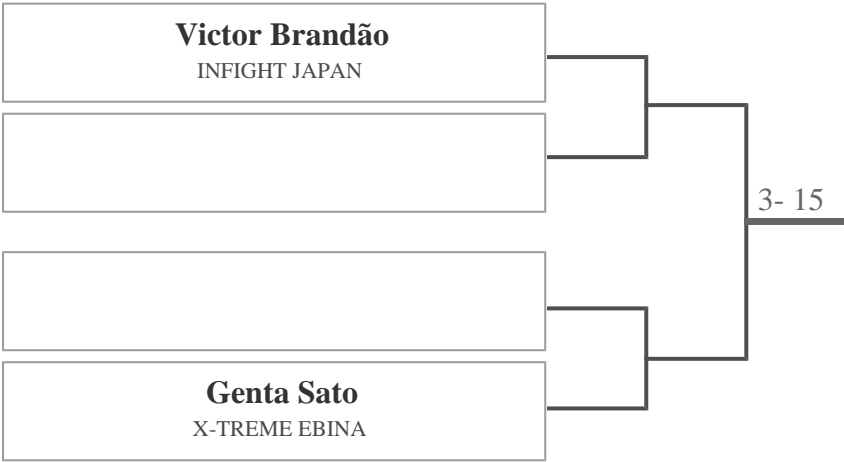 Victor Brandão
INFIGHT JAPAN
3- 15
Genta Sato
X-TREME EBINA